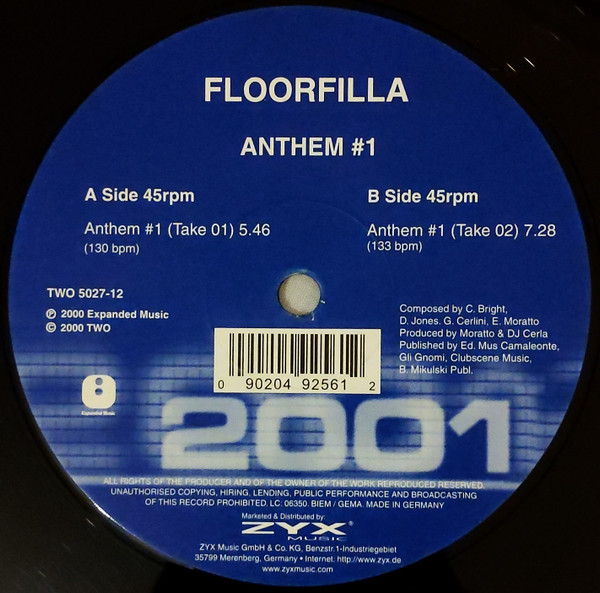 FLOORFILLA
ANTHEM #1
A Side 45rpm
Anthem #1 (Take 01) 5.46
(130 bpm)
B Side 45rpm
Anthem #1 (Take 02) 7.28
(133 bpm)
TWO 5027-12
℗ 2000 Expanded Music
© 2000 TWO
Composed by C. Bright,
D. Jones. G. Cerlini, E. Moratto
Produced by Moratto & DJ Cerla
Published by Ed. Mus Camaleonte,
Gli Gnomi, Clubscene Music,
B. Mikulski Publ.
0 90204 92561 2
Expanded Music
2001
ALL RIGHTS OF THE PRODUCER AND OF THE OWNER OF THE WORK REPRODUCED RESERVED.
UNAUTHORISED COPYING, HIRING, LENDING, PUBLIC PERFORMANCE AND BROADCASTING
OF THIS RECORD PROHIBITED. LC: 06350. BIEM / GEMA. MADE IN GERMANY
Marketed & Distributed by:
ZYX®
MUSIC
ZYX Music GmbH & Co. KG, Benzstr.1-Industriegebiet
35799 Merenberg, Germany • Internet. http://www.zyx.de
www.zyxmusic.com